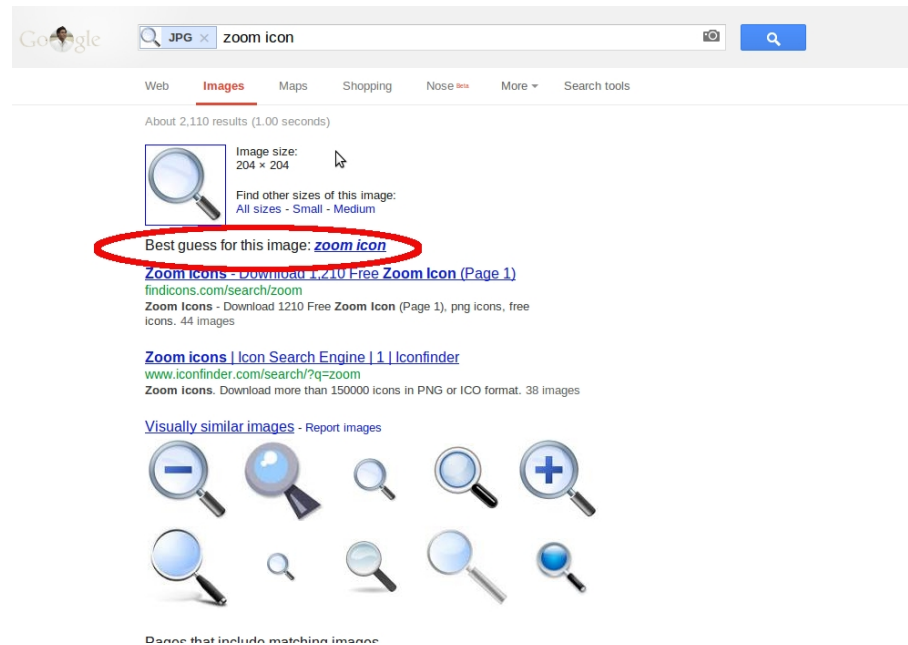 Google
JPG × zoom icon
Web Images Maps Shopping Nose Beta More Search tools
About 2,110 results (1.00 seconds)
Image size:
204 × 204
Find other sizes of this image:
All sizes - Small - Medium
Best guess for this image: zoom icon
Zoom Icons - Download 1,210 Free Zoom Icon (Page 1)
findicons.com/search/zoom
Zoom Icons - Download 1210 Free Zoom Icon (Page 1), png icons, free
icons. 44 images
Zoom icons | Icon Search Engine | 1 | Iconfinder
www.iconfinder.com/search/?q=zoom
Zoom icons. Download more than 150000 icons in PNG or ICO format. 38 images
Visually similar images - Report images
Pages that include matching images